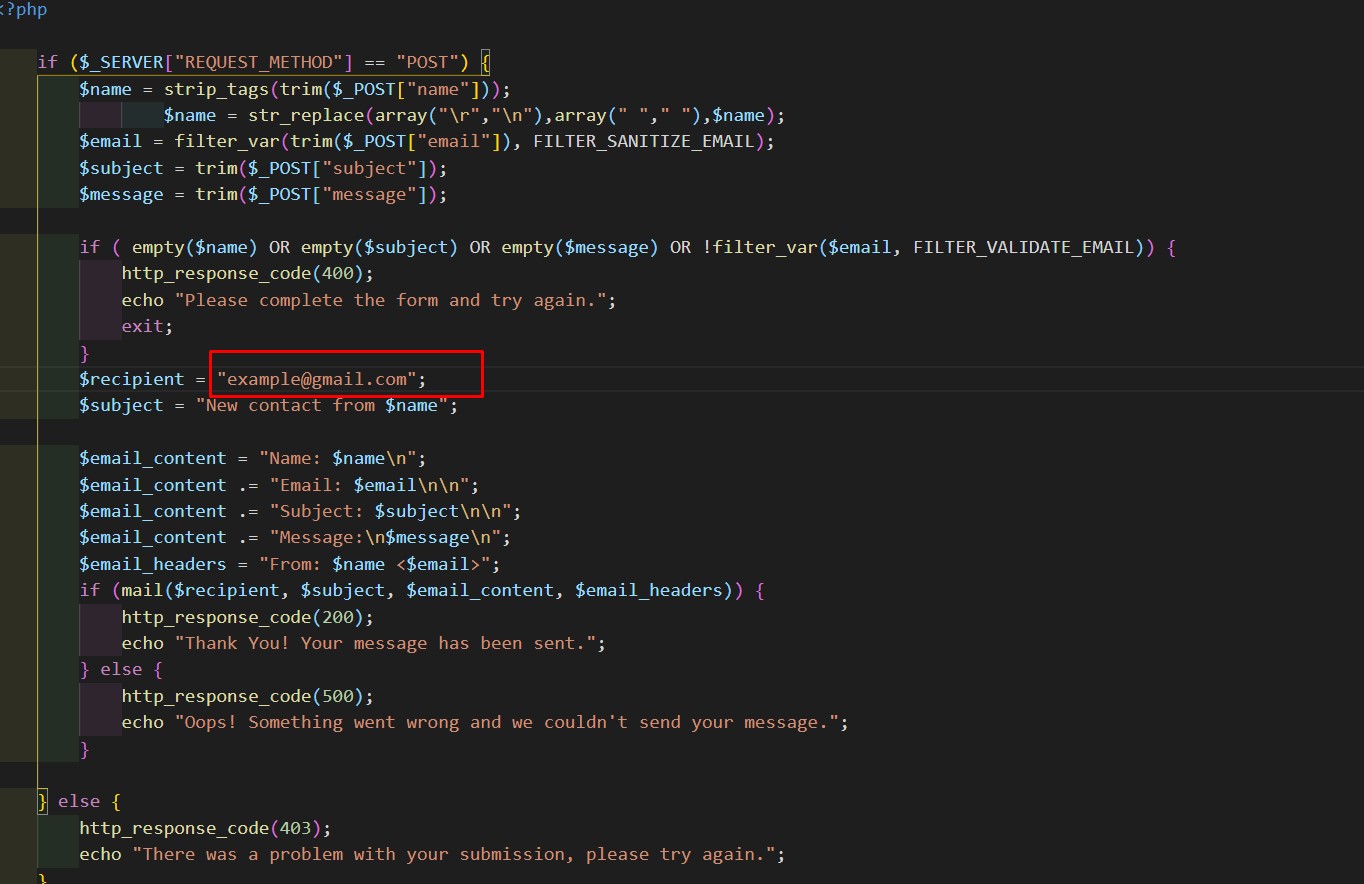 <?php
if ($_SERVER["REQUEST_METHOD"] == "POST") {
$name = strip_tags(trim($_POST["name"]));
$name = str_replace(array("\r","\n"),array(" "," "),$name);
$email = filter_var(trim($_POST["email"]), FILTER_SANITIZE_EMAIL);
$subject = trim($_POST["subject"]);
$message = trim($_POST["message"]);
if ( empty($name) OR empty($subject) OR empty($message) OR !filter_var($email, FILTER_VALIDATE_EMAIL)) {
http_response_code(400);
echo "Please complete the form and try again.";
exit;
}
$recipient = "example@gmail.com";
$subject = "New contact from $name";
$email_content = "Name: $name\n";
$email_content .= "Email: $email\n\n";
$email_content .= "Subject: $subject\n\n";
$email_content .= "Message:\n$message\n";
$email_headers = "From: $name <$email>";
if (mail($recipient, $subject, $email_content, $email_headers)) {
http_response_code(200);
echo "Thank You! Your message has been sent.";
} else {
http_response_code(500);
echo "Oops! Something went wrong and we couldn't send your message.";
}
} else {
http_response_code(403);
echo "There was a problem with your submission, please try again.";
}